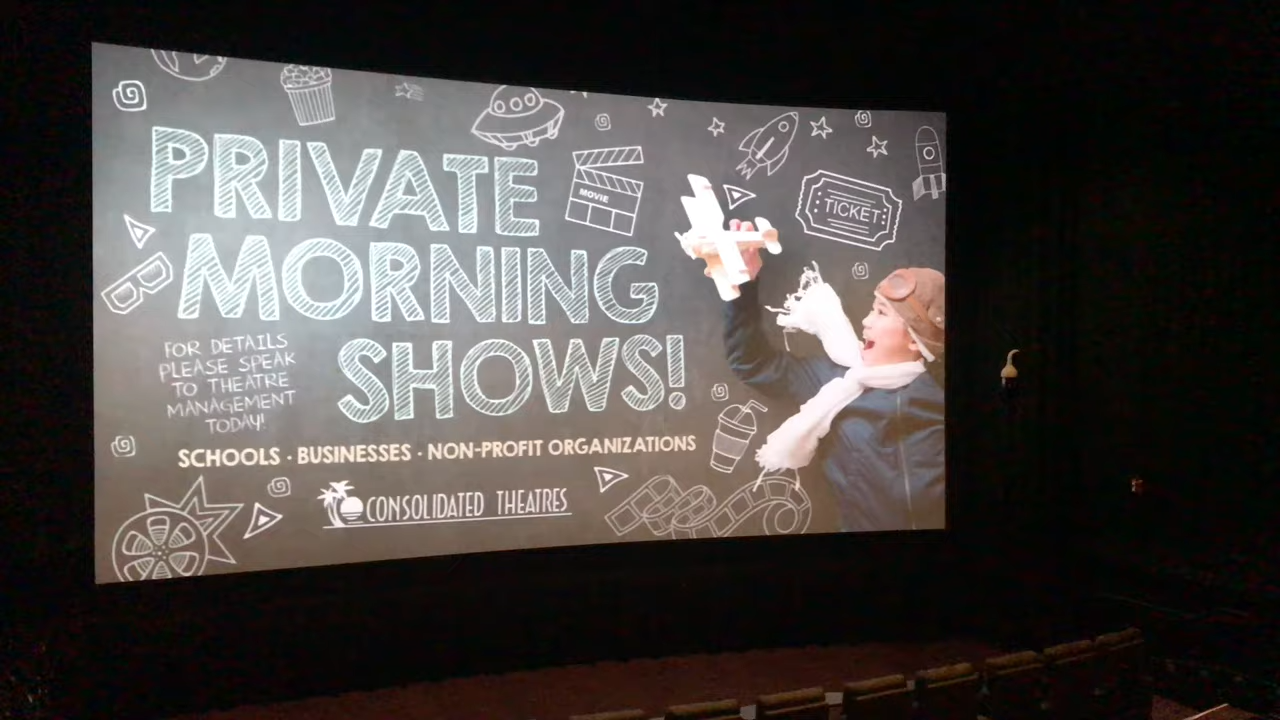 PRIVATE
MOVIE
TICKET
MORNING
SHOWS!
FOR DETAILS
PLEASE SPEAK
TO THEATRE
MANAGEMENT
TODAY!
SCHOOLS · BUSINESSES · NON-PROFIT ORGANIZATIONS
CONSOLIDATED THEATRES